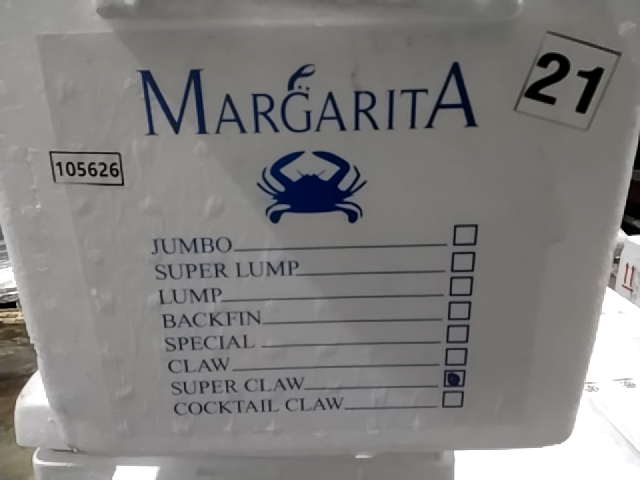 MARGARITA
21
105626
JUMBO
SUPER LUMP
LUMP
BACKFIN
SPECIAL
CLAW
SUPER CLAW
COCKTAIL CLAW